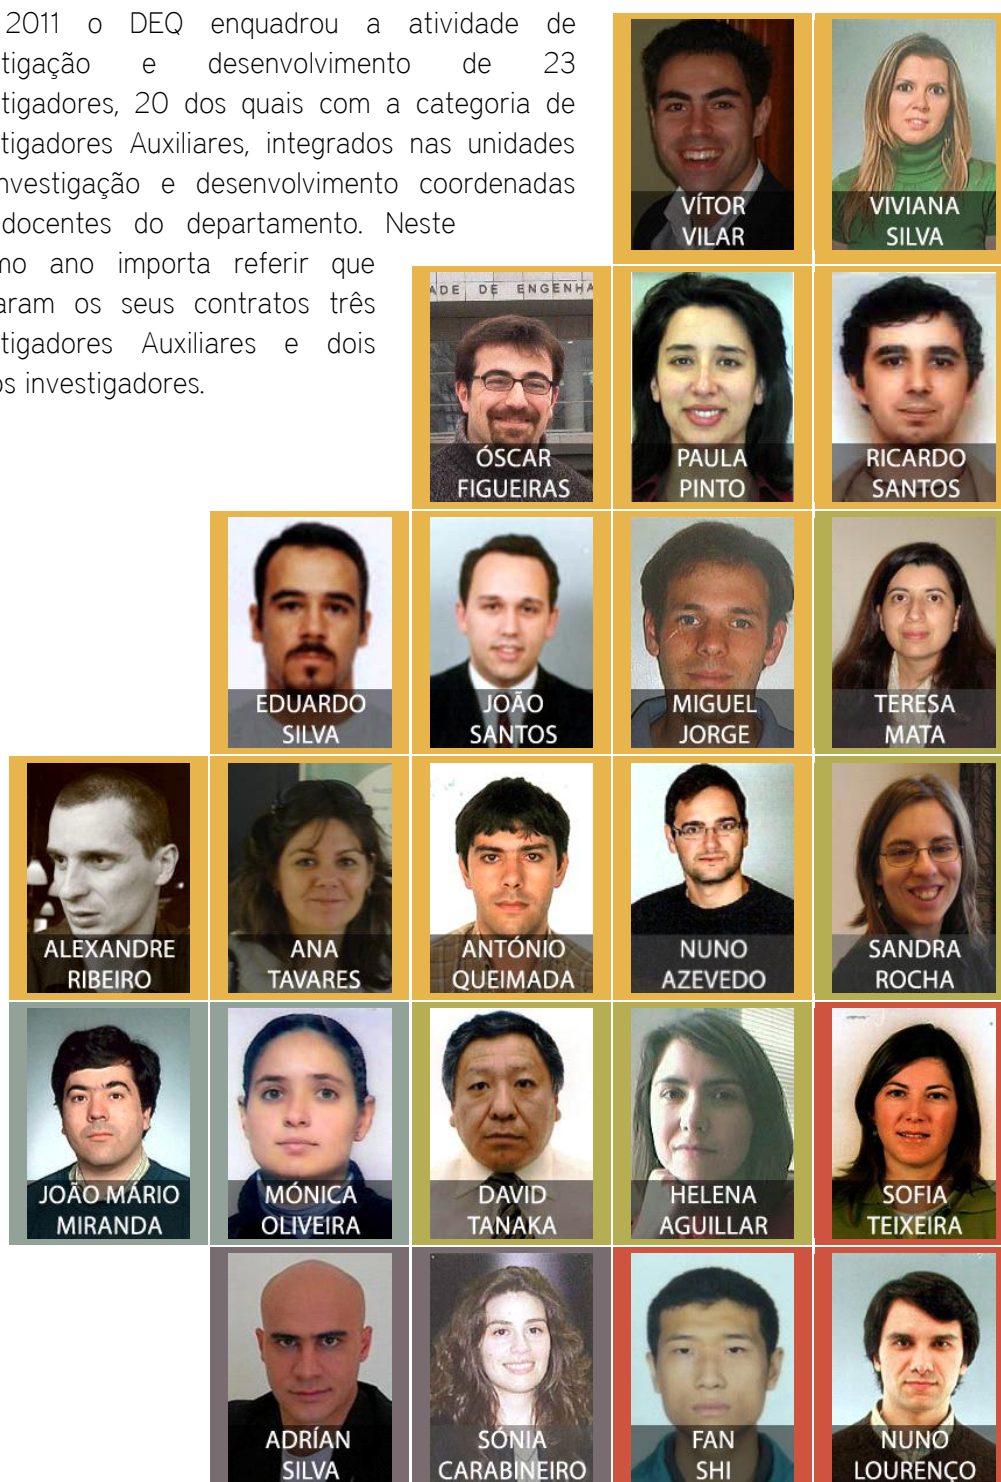 2011 o DEQ enquadrou a atividade de
tigação e desenvolvimento de 23
tigadores, 20 dos quais com a categoria de
tigadores Auxiliares, integrados nas unidades
nvestigação e desenvolvimento coordenadas
docentes do departamento. Neste
mo ano importa referir que
aram os seus contratos três
tigadores Auxiliares e dois
os investigadores.
VÍTOR
VILAR
VIVIANA
SILVA
ADE DE ENGENHA
ÓSCAR
FIGUEIRAS
PAULA
PINTO
RICARDO
SANTOS
EDUARDO
SILVA
JOÃO
SANTOS
MIGUEL
JORGE
TERESA
MATA
ALEXANDRE
RIBEIRO
ANA
TAVARES
ANTÓNIO
QUEIMADA
NUNO
AZEVEDO
SANDRA
ROCHA
JOÃO MÁRIO
MIRANDA
MÓNICA
OLIVEIRA
DAVID
TANAKA
HELENA
AGUILLAR
SOFIA
TEIXEIRA
ADRÍAN
SILVA
SÓNIA
CARABINEIRO
FAN
SHI
NUNO
LOURENÇO